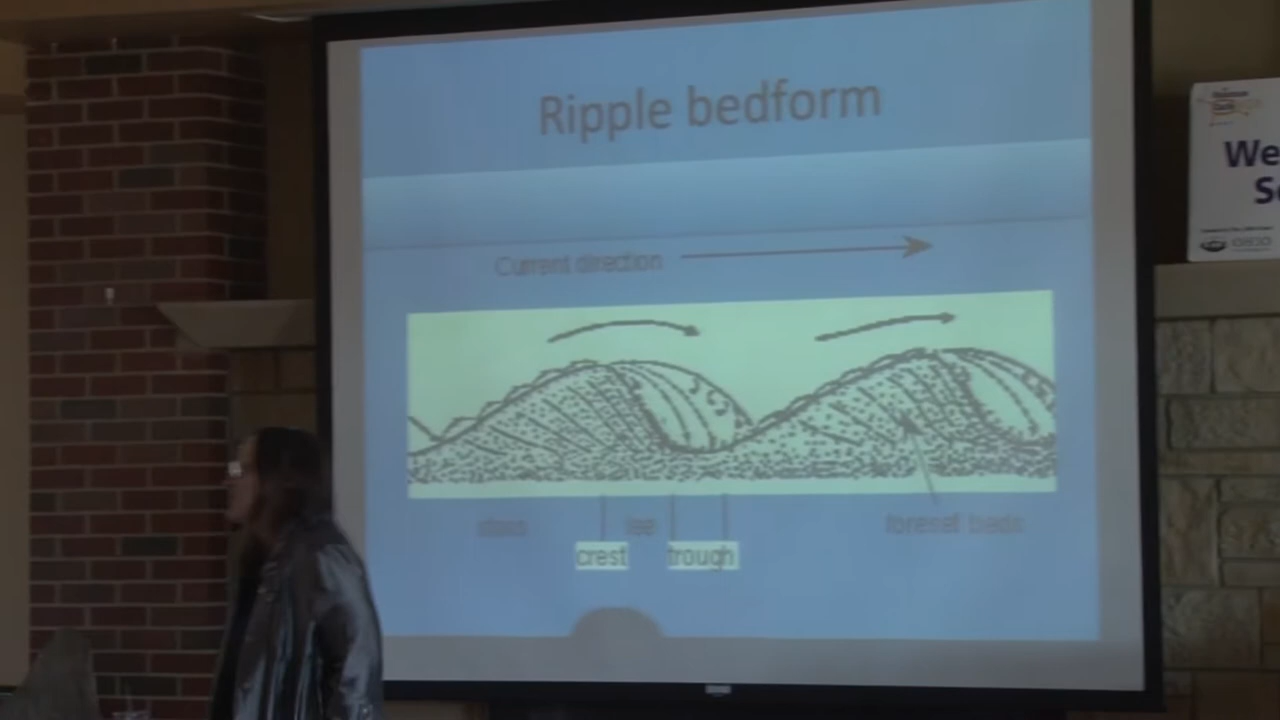 Ripple bedform
Current direction
stoss lee foreset beds
crest trough
We